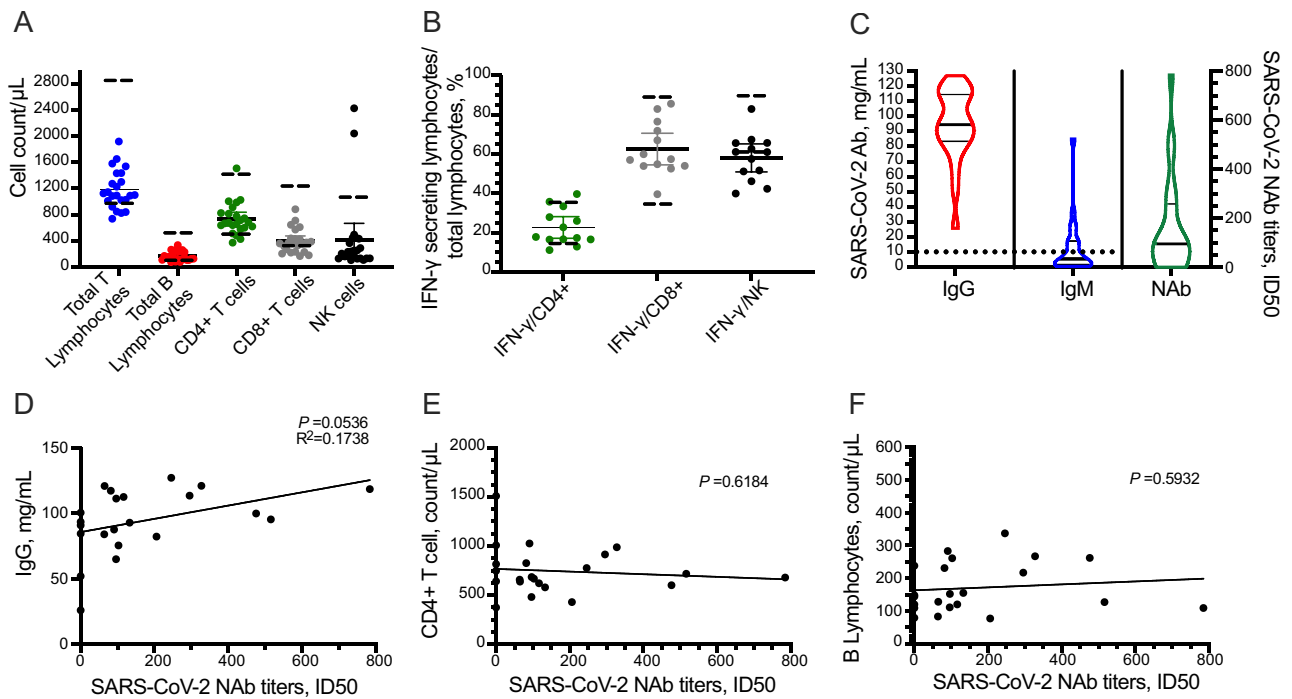 A
Cell count/µL
2800
2400
2000
1600
1200
800
400
0
Total T
Lymphocytes
Total B
Lymphocytes
CD4+ T cells
CD8+ T cells
NK cells
B
IFN-γ secreting lymphocytes/
total lymphocytes, %
100
80
60
40
20
0
IFN-γ/CD4+
IFN-γ/CD8+
IFN-γ/NK
C
SARS-CoV-2 Ab, mg/mL
130
120
110
100
90
80
70
60
50
40
30
20
10
0
IgG
IgM
NAb
800
600
400
200
0
SARS-CoV-2 NAb titers, ID50
D
P =0.0536
R²=0.1738
IgG, mg/mL
150
100
50
0
0 200 400 600 800
SARS-CoV-2 NAb titers, ID50
E
P =0.6184
CD4+ T cell, count/µL
2000
1500
1000
500
0
0 200 400 600 800
SARS-CoV-2 NAb titers, ID50
F
P =0.5932
B Lymphocytes, count/µL
600
500
400
300
200
100
0
0 200 400 600 800
SARS-CoV-2 NAb titers, ID50